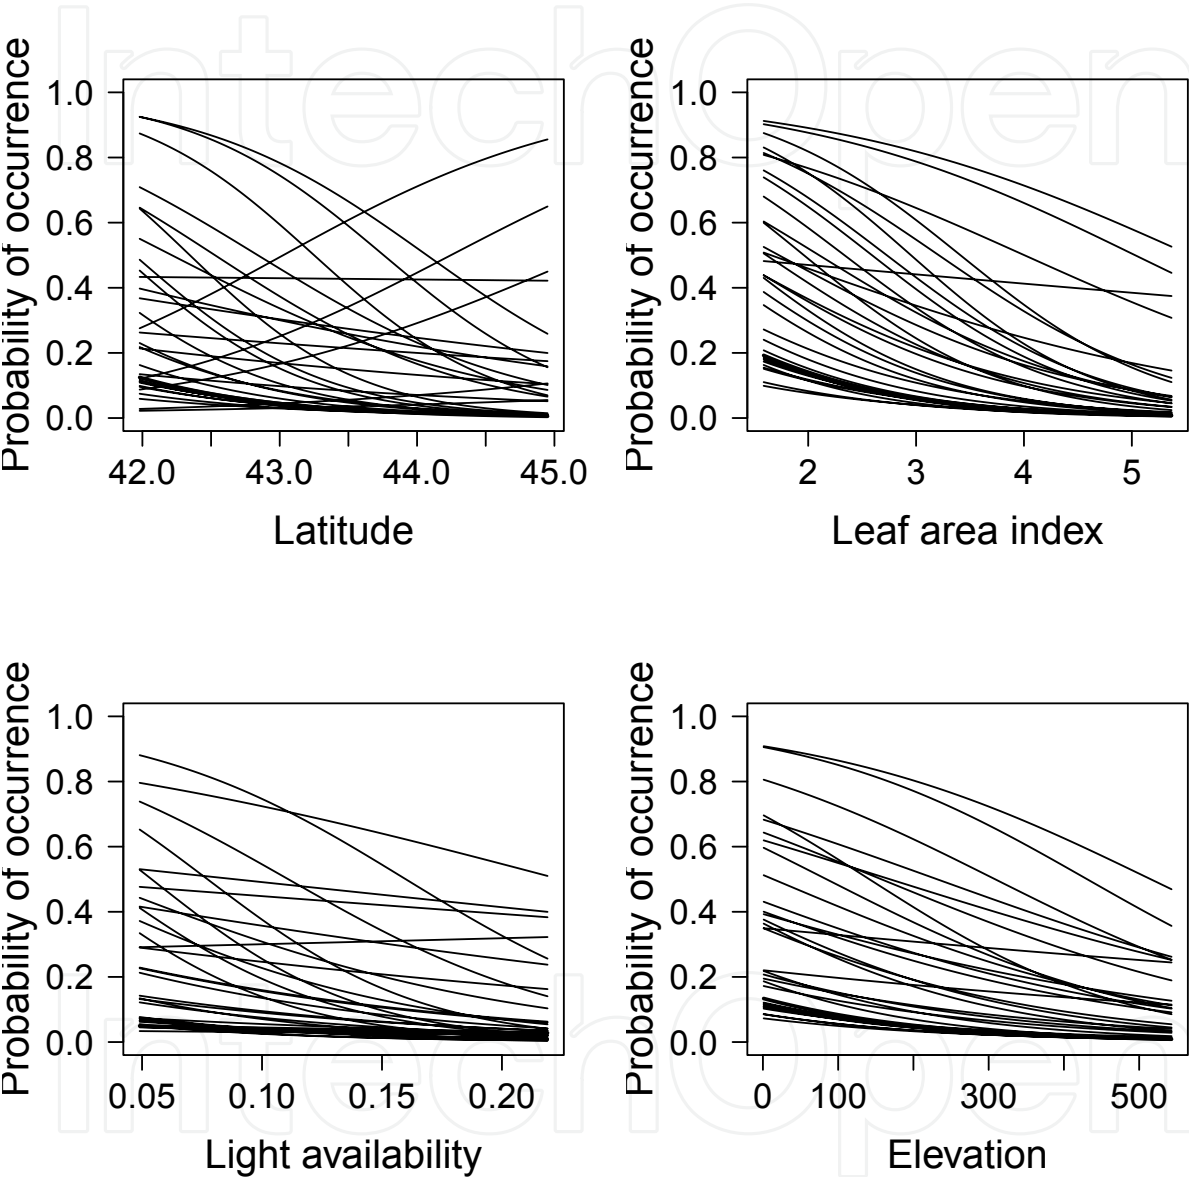 IntechOpen
Probability of occurrence
1.0
0.8
0.6
0.4
0.2
0.0
42.0 43.0 44.0 45.0
Latitude
Probability of occurrence
1.0
0.8
0.6
0.4
0.2
0.0
2 3 4 5
Leaf area index
Probability of occurrence
1.0
0.8
0.6
0.4
0.2
0.0
0.05 0.10 0.15 0.20
Light availability
Probability of occurrence
1.0
0.8
0.6
0.4
0.2
0.0
0 100 300 500
Elevation
IntechOpen